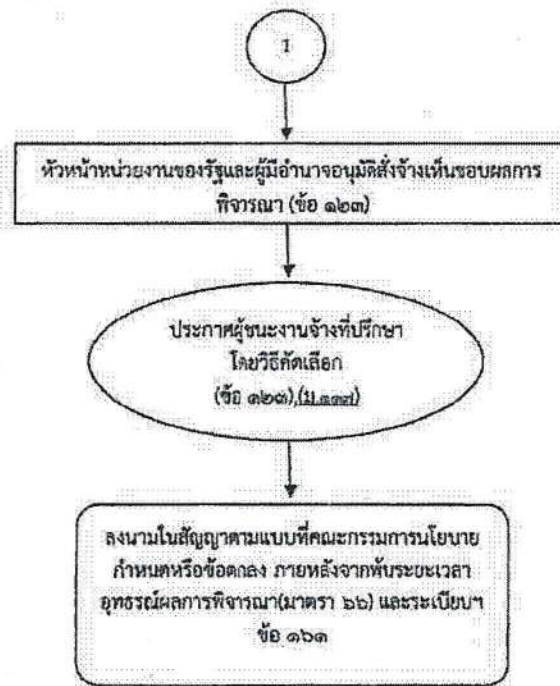 1
หัวหน้าหน่วยงานของรัฐและผู้มีอำนาจอนุมัติสั่งจ้างเห็นชอบผลการ
พิจารณา (ข้อ ๑๒๓)
ประกาศผู้ชนะงานจ้างที่ปรึกษา
โดยวิธีคัดเลือก
(ข้อ ๑๒๓),
ลงนามในสัญญาตามแบบที่คณะกรรมการนโยบาย
กำหนดหรือข้อตกลง ภายหลังจากพ้นระยะเวลา
อุทธรณ์ผลการพิจารณา(มาตรา ๖๖) และระเบียบฯ
ข้อ ๑๖๑